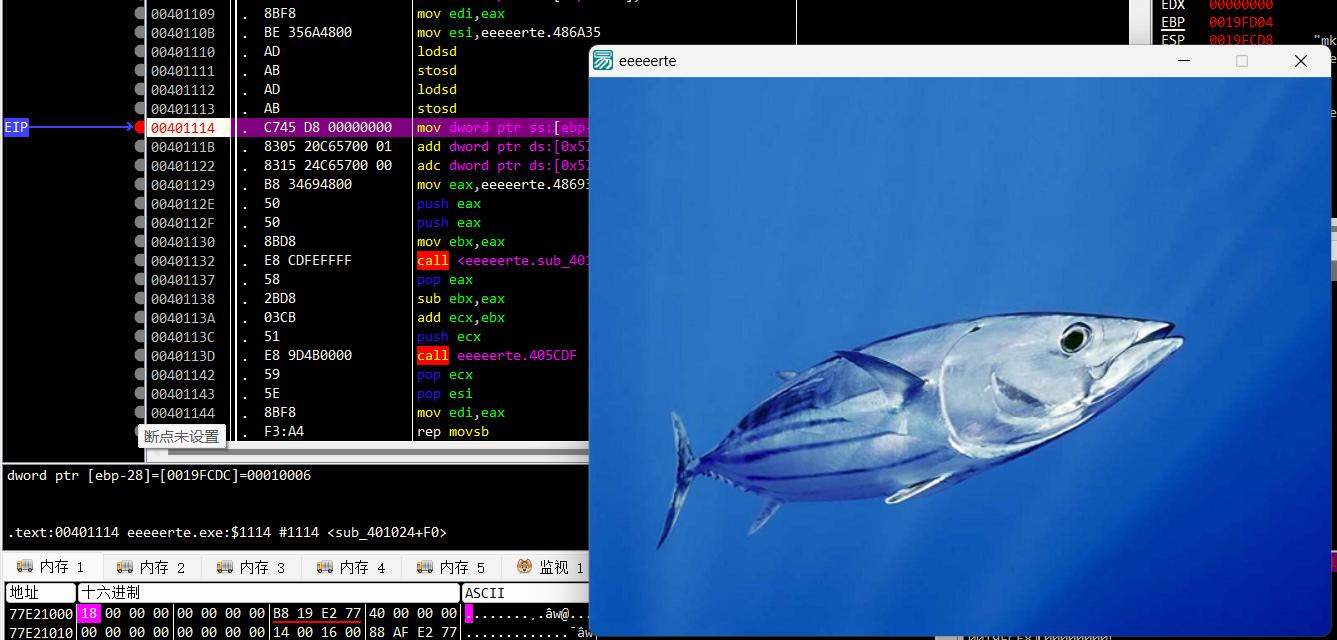 00401109 . 8BF8 mov edi,eax
EDX 00000000
0040110B . BE 356A4800 mov esi,eeeeerte.486A35
EBP 0019FD04
00401110 . AD lodsd
ESP 0019FCD8 "mk
00401111 . AB stosd
eeeeerte
00401112 . AD lodsd
00401113 . AB stosd
EIP 00401114 . C745 D8 00000000 mov dword ptr ss:[ebp-
0040111B . 8305 20C65700 01 add dword ptr ds:[0x57
00401122 . 8315 24C65700 00 adc dword ptr ds:[0x57
00401129 . B8 34694800 mov eax,eeeeerte.48693
0040112E . 50 push eax
0040112F . 50 push eax
00401130 . 8BD8 mov ebx,eax
00401132 . E8 CDFEFFFF call <eeeeerte.sub_401
00401137 . 58 pop eax
00401138 . 2BD8 sub ebx,eax
0040113A . 03CB add ecx,ebx
0040113C . 51 push ecx
0040113D . E8 9D4B0000 call eeeeerte.405CDF
00401142 . 59 pop ecx
00401143 . 5E pop esi
00401144 . 8BF8 mov edi,eax
断点未设置 . F3:A4 rep movsb
dword ptr [ebp-28]=[0019FCDC]=00010006
.text:00401114 eeeeerte.exe:$1114 #1114 <sub_401024+F0>
内存 1 内存 2 内存 3 内存 4 内存 5 监视 1
地址 十六进制 ASCII
77E21000 18 00 00 00 00 00 00 00 B8 19 E2 77 40 00 00 00 .........âw@...
77E21010 00 00 00 00 00 00 00 00 14 00 16 00 88 AF E2 77 .............¯âw